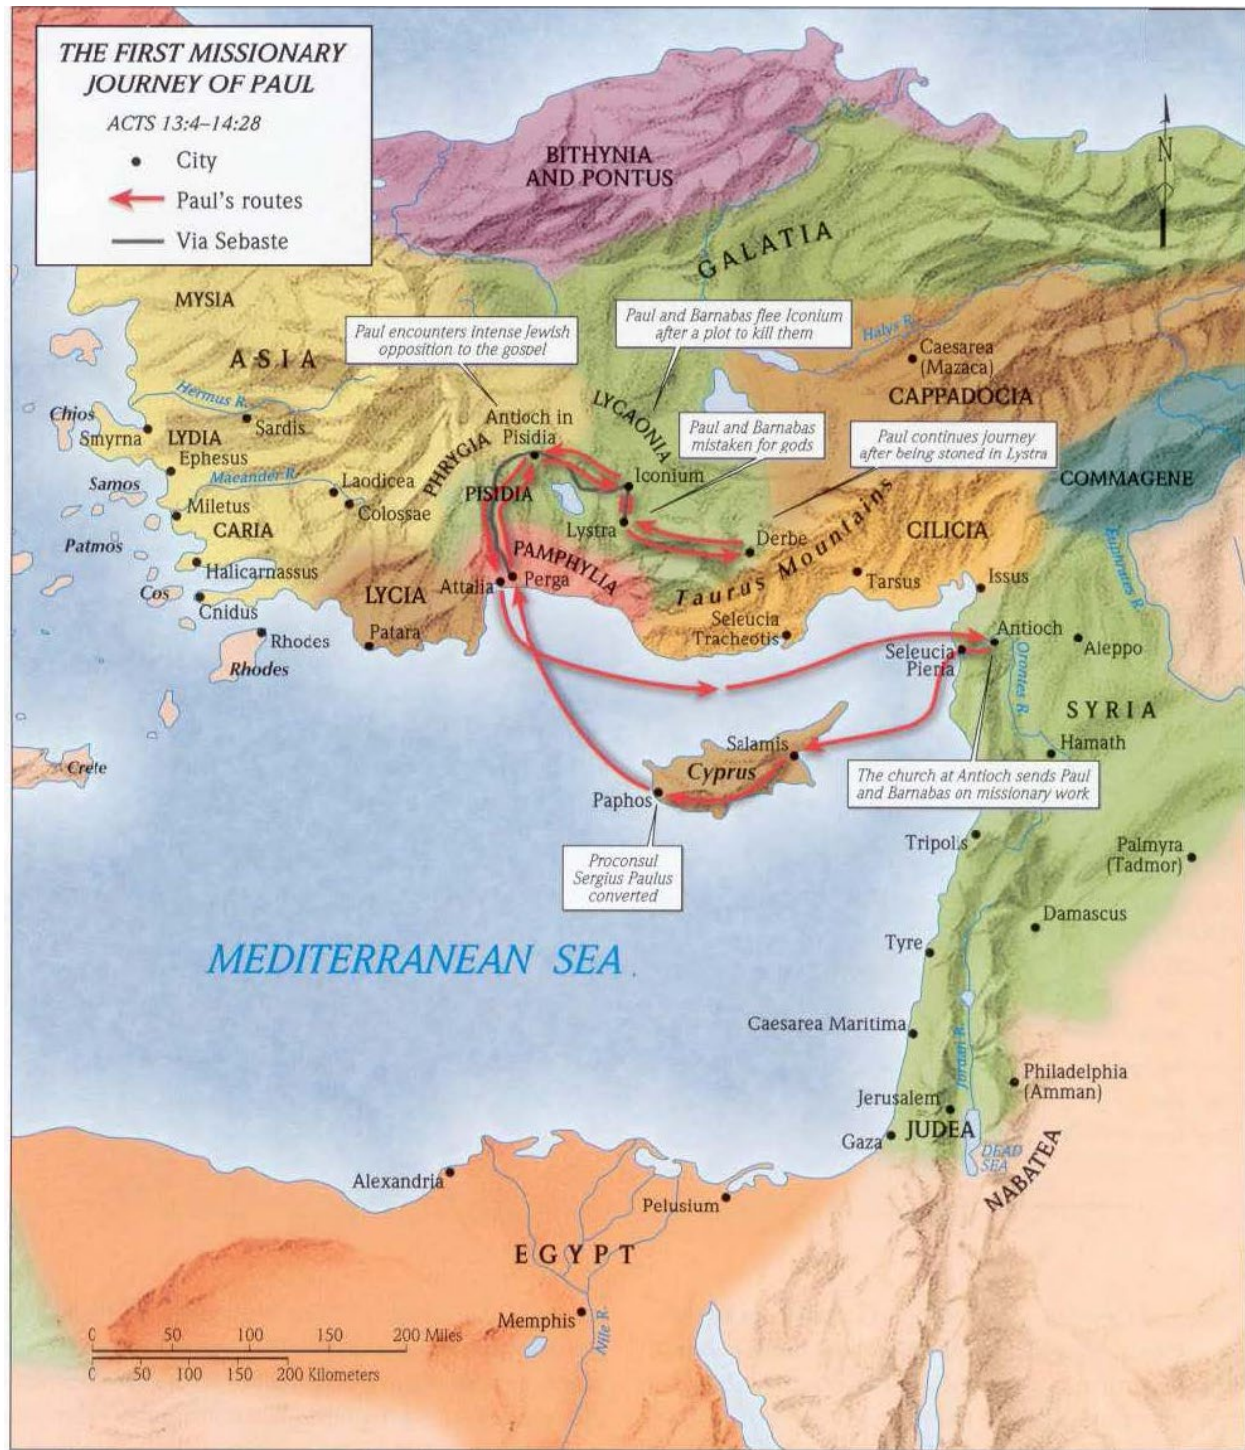 THE FIRST MISSIONARY
JOURNEY OF PAUL
ACTS 13:4–14:28
City
Paul's routes
Via Sebaste
N
BITHYNIA
AND PONTUS
GALATIA
MYSIA
ASIA
Paul encounters intense Jewish
opposition to the gospel
Paul and Barnabas flee Iconium
after a plot to kill them
Halys R.
Caesarea
(Mazaca)
CAPPADOCIA
Hermus R.
Chios
Smyrna
LYDIA
Sardis
Ephesus
Antioch in
Pisidia
LYCAONIA
Paul and Barnabas
mistaken for gods
Paul continues journey
after being stoned in Lystra
COMMAGENE
PHRYGIA
Maeander R.
Laodicea
Colossae
PISIDIA
Iconium
Samos
Miletus
Lystra
Derbe
CILICIA
Patmos
CARIA
PAMPHYLIA
Taurus Mountains
Euphrates R.
Halicarnassus
Cos
Cnidus
LYCIA
Attalia
Perga
Tarsus
Issus
Rhodes
Rhodes
Patara
Seleucia
Tracheotis
Seleucia
Pieria
Antioch
Aleppo
Orontes R.
SYRIA
Hamath
Crete
Salamis
Cyprus
Paphos
The church at Antioch sends Paul
and Barnabas on missionary work
Proconsul
Sergius Paulus
converted
Tripolis
Palmyra
(Tadmor)
Damascus
MEDITERRANEAN SEA
Tyre
Caesarea Maritima
Jordan R.
Philadelphia
(Amman)
Jerusalem
JUDEA
Gaza
DEAD
SEA
NABATEA
Alexandria
Pelusium
EGYPT
Memphis
Nile R.
0 50 100 150 200 Miles
0 50 100 150 200 Kilometers